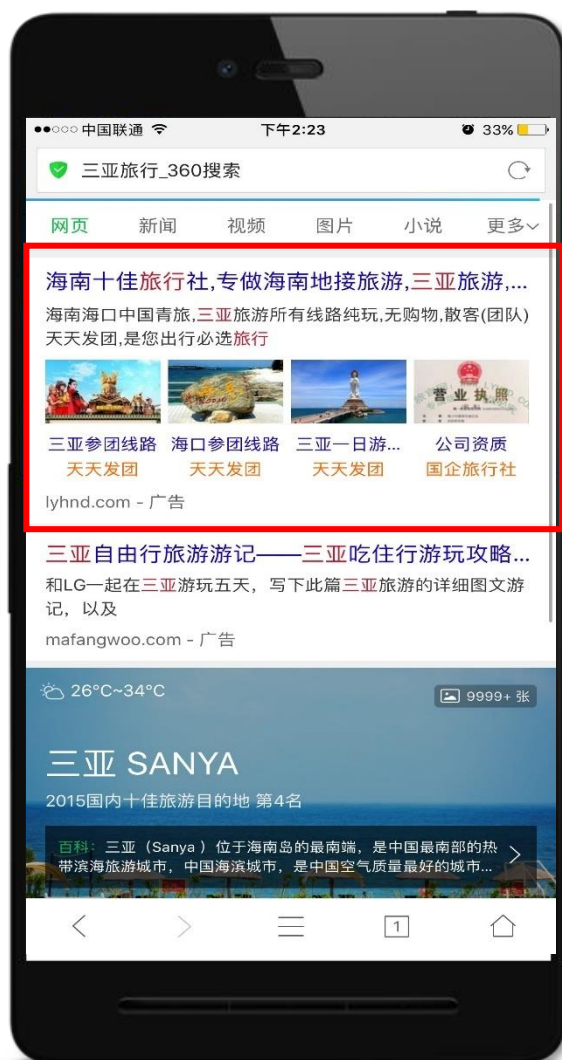 中国联通 下午2:23 33%
三亚旅行_360搜索
网页 新闻 视频 图片 小说 更多
海南十佳旅行社,专做海南地接旅游,三亚旅游,...
海南海口中国青旅,三亚旅游所有线路纯玩,无购物,散客(团队)
天天发团,是您出行必选旅行
营业执照
三亚参团线路 海口参团线路 三亚一日游... 公司资质
天天发团 天天发团 天天发团 国企旅行社
lyhnd.com - 广告
三亚自由行旅游游记——三亚吃住行游玩攻略...
和LG一起在三亚游玩五天，写下此篇三亚旅游的详细图文游
记，以及
mafangwoo.com - 广告
26°C~34°C 9999+ 张
三亚 SANYA
2015国内十佳旅游目的地 第4名
百科：三亚（Sanya ）位于海南岛的最南端，是中国最南部的热
带滨海旅游城市，中国海滨城市，是中国空气质量最好的城市...
1